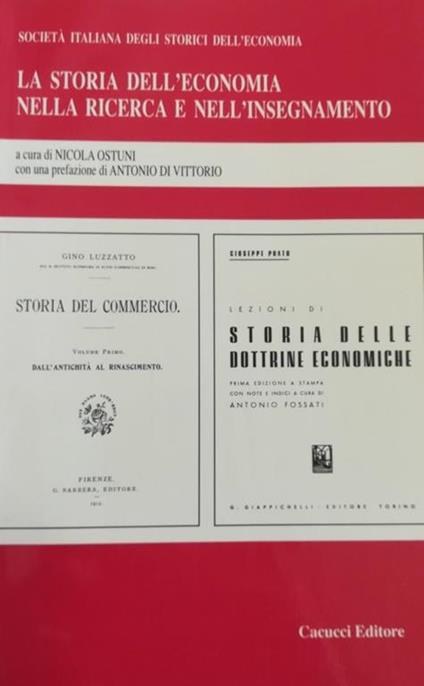 SOCIETÀ ITALIANA DEGLI STORICI DELL'ECONOMIA
LA STORIA DELL'ECONOMIA
NELLA RICERCA E NELL'INSEGNAMENTO
a cura di NICOLA OSTUNI
con una prefazione di ANTONIO DI VITTORIO
GINO LUZZATTO
STORIA DEL COMMERCIO.
VOLUME PRIMO.
DALL'ANTICHITÀ AL RINASCIMENTO.
FIRENZE,
G. BARBÈRA, EDITORE.
GIUSEPPE PRATO
LEZIONI DI
STORIA DELLE
DOTTRINE ECONOMICHE
PRIMA EDIZIONE A STAMPA
CON NOTE E INDICI A CURA DI
ANTONIO FOSSATI
G. GIAPPICHELLI - EDITORE TORINO
Cacucci Editore